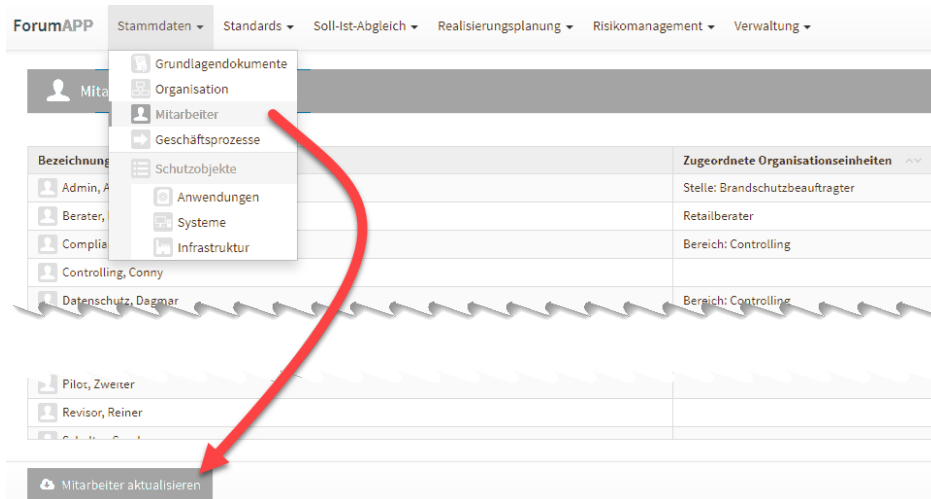 ForumAPP Stammdaten Standards Soll-Ist-Abgleich Realisierungsplanung Risikomanagement Verwaltung
Grundlagendokumente
Organisation
Mitarbeiter
Geschäftsprozesse
Schutzobjekte
Anwendungen
Systeme
Infrastruktur
Bezeichnung Zugeordnete Organisationseinheiten
Admin, Stelle: Brandschutzbeauftragter
Berater, Retailberater
Bereich: Controlling
Controlling, Conny
Datenschutz, Dagmar Bereich: Controlling
Pilot, Zweiter
Revisor, Reiner
Mitarbeiter aktualisieren